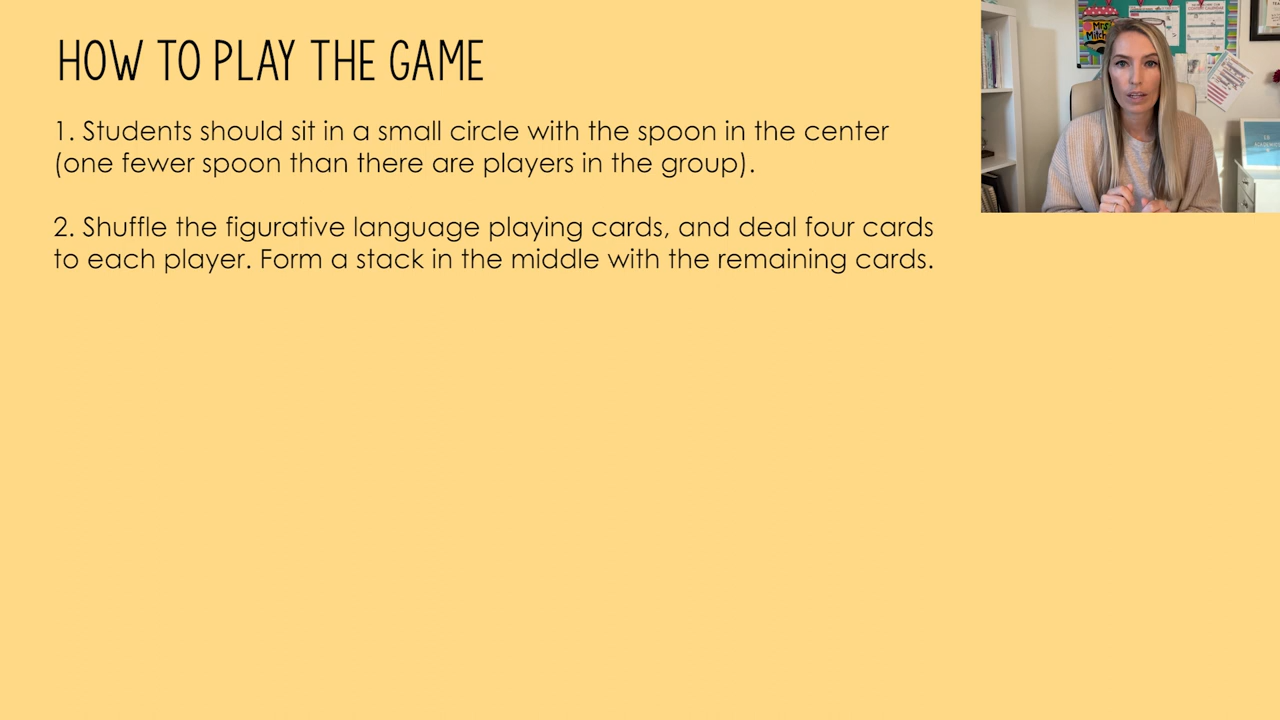 HOW TO PLAY THE GAME
1. Students should sit in a small circle with the spoon in the center
(one fewer spoon than there are players in the group).
2. Shuffle the figurative language playing cards, and deal four cards
to each player. Form a stack in the middle with the remaining cards.
Mrs.